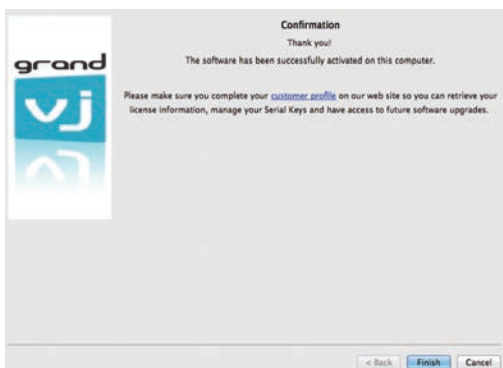 grand
vj
Confirmation
Thank you!
The software has been successfully activated on this computer.
Please make sure you complete your customer profile on our web site so you can retrieve your
license information, manage your Serial Keys and have access to future software upgrades.
< Back
Finish
Cancel